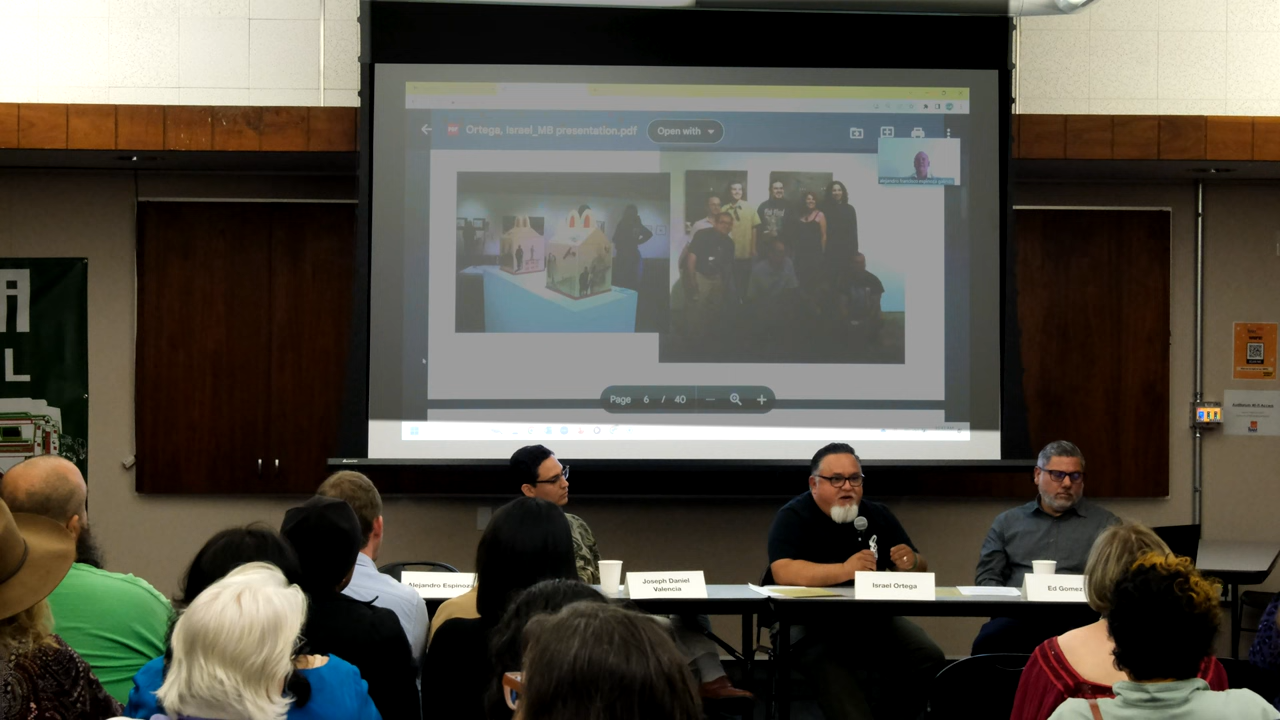 Ortega, Israel_MB presentation.pdf
Open with
Page 6 / 40
L
Alejandro Espinoza
Joseph Daniel
Valencia
Israel Ortega
Ed Gomez